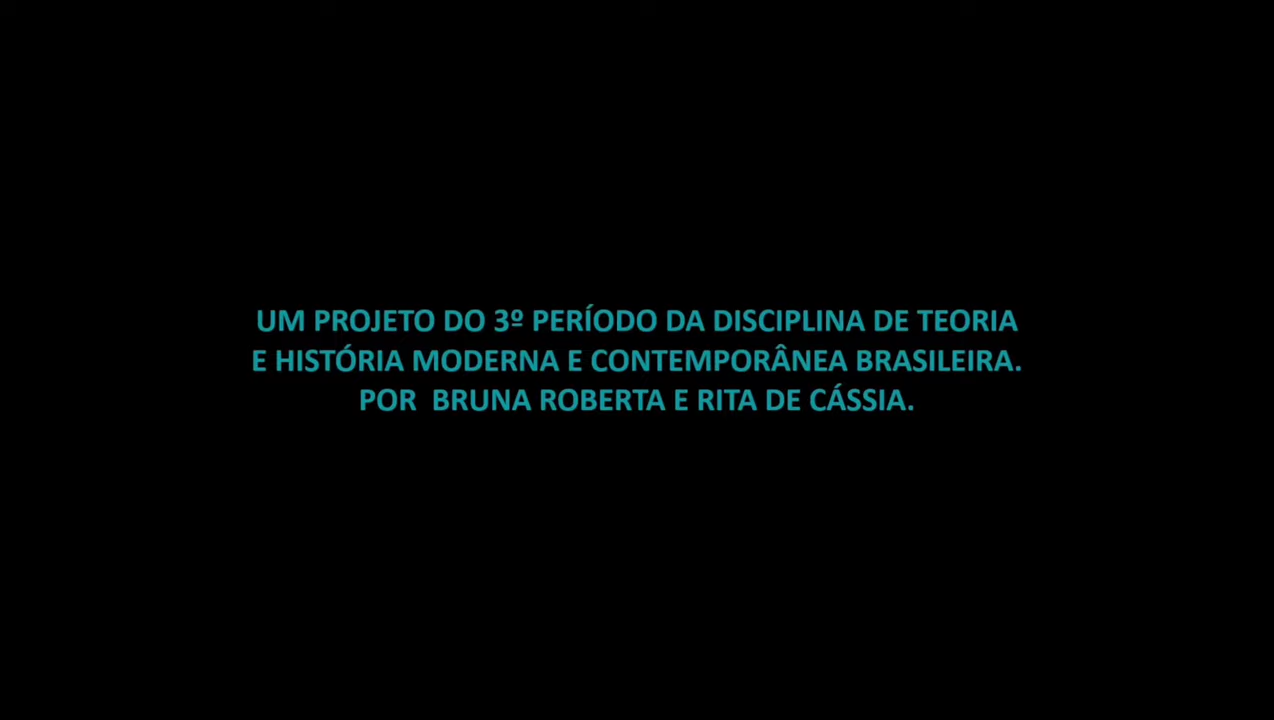 UM PROJETO DO 3º PERÍODO DA DISCIPLINA DE TEORIA
E HISTÓRIA MODERNA E CONTEMPORÂNEA BRASILEIRA.
POR  BRUNA ROBERTA E RITA DE CÁSSIA.